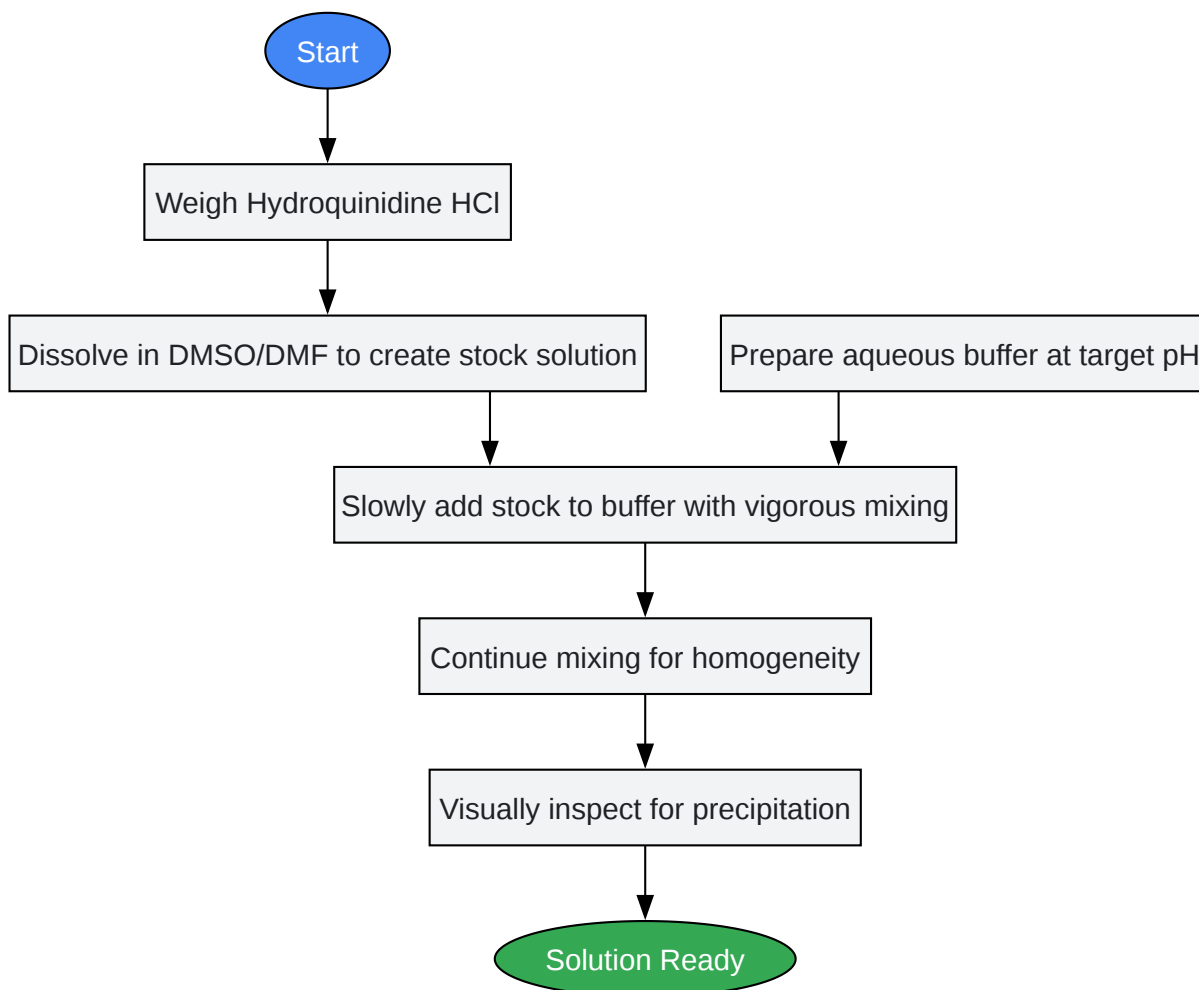 Start
Weigh Hydroquinidine HCl
Dissolve in DMSO/DMF to create stock solution
Prepare aqueous buffer at target pH
Slowly add stock to buffer with vigorous mixing
Continue mixing for homogeneity
Visually inspect for precipitation
Solution Ready